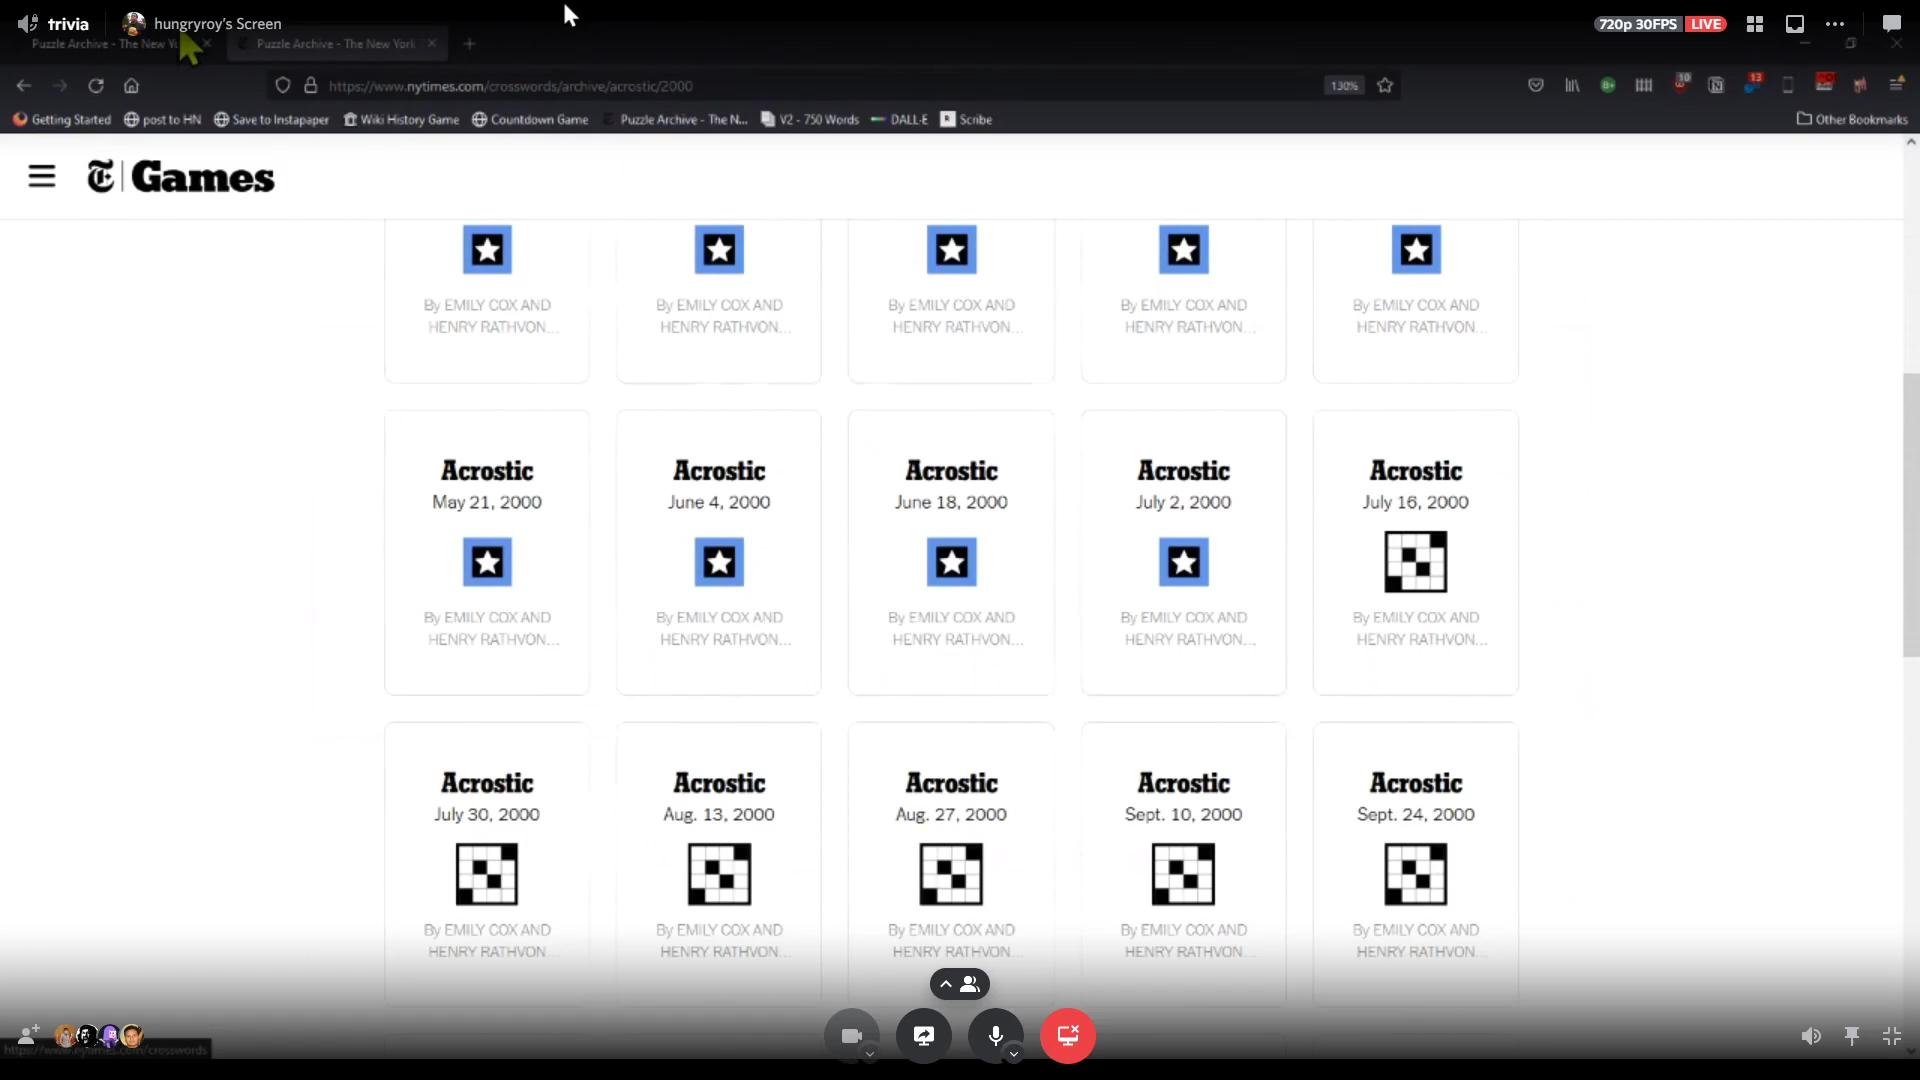 trivia
hungryroy's Screen
720p 30FPS LIVE
Puzzle Archive - The New Yo
Puzzle Archive - The New York
https://www.nytimes.com/crosswords/archive/acrostic/2000
130%
10
13
Getting Started
post to HN
Save to Instapaper
Wiki History Game
Countdown Game
Puzzle Archive - The N...
V2 - 750 Words
DALL-E
Scribe
Other Bookmarks
Games
By EMILY COX AND
HENRY RATHVON...
By EMILY COX AND
HENRY RATHVON...
By EMILY COX AND
HENRY RATHVON...
By EMILY COX AND
HENRY RATHVON...
By EMILY COX AND
HENRY RATHVON...
Acrostic
May 21, 2000
By EMILY COX AND
HENRY RATHVON...
Acrostic
June 4, 2000
By EMILY COX AND
HENRY RATHVON...
Acrostic
June 18, 2000
By EMILY COX AND
HENRY RATHVON...
Acrostic
July 2, 2000
By EMILY COX AND
HENRY RATHVON...
Acrostic
July 16, 2000
By EMILY COX AND
HENRY RATHVON...
Acrostic
July 30, 2000
By EMILY COX AND
HENRY RATHVON...
Acrostic
Aug. 13, 2000
By EMILY COX AND
HENRY RATHVON...
Acrostic
Aug. 27, 2000
By EMILY COX AND
HENRY RATHVON...
Acrostic
Sept. 10, 2000
By EMILY COX AND
HENRY RATHVON...
Acrostic
Sept. 24, 2000
By EMILY COX AND
HENRY RATHVON...
https://www.nytimes.com/crosswords